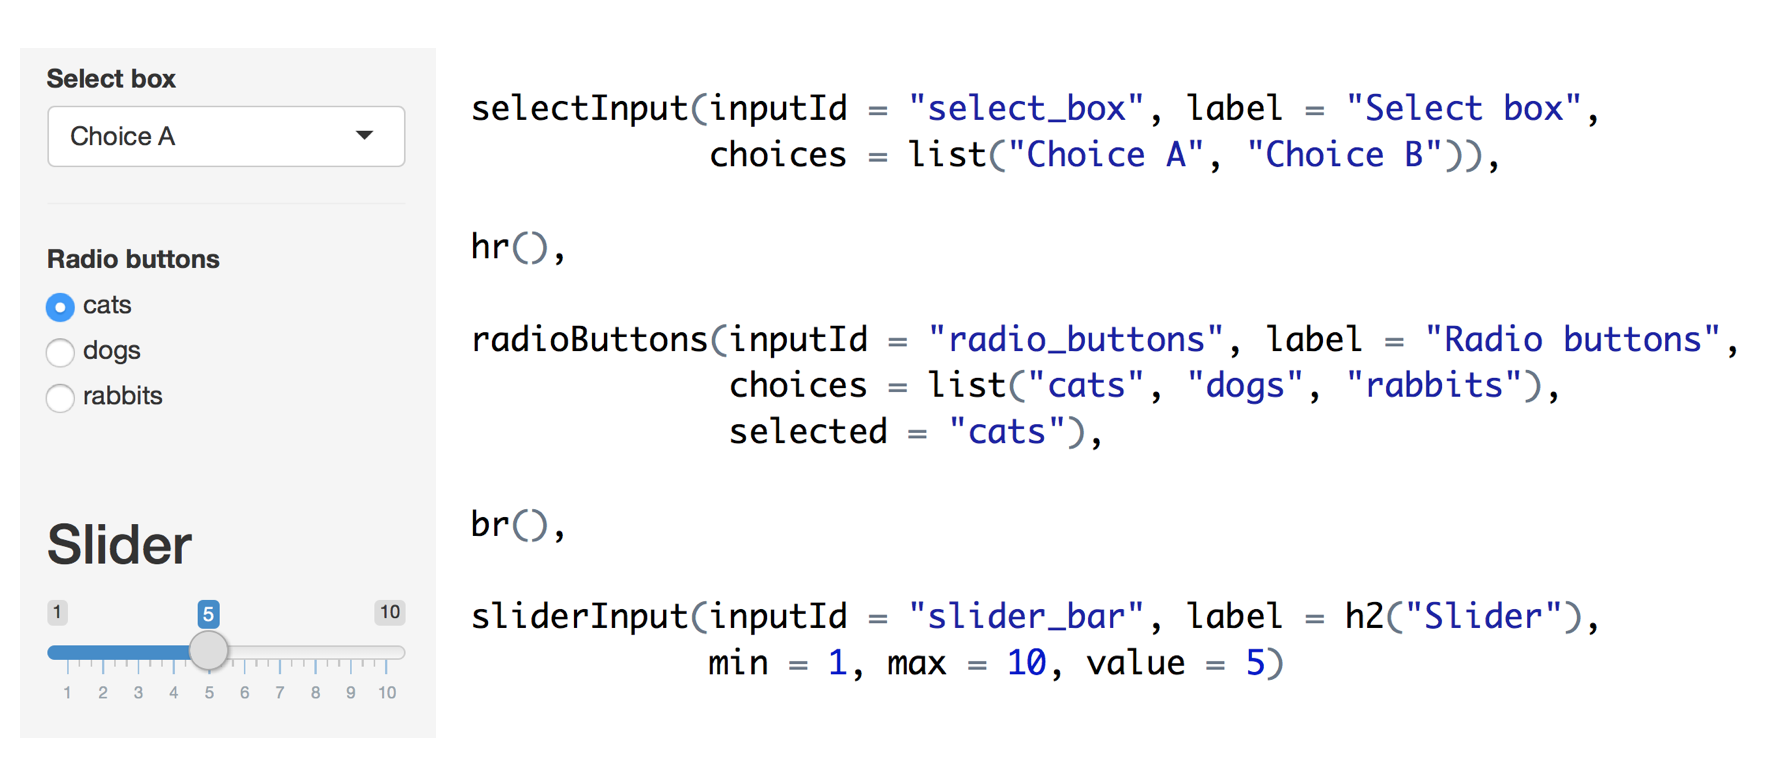 Select box
Choice A
Radio buttons
cats
dogs
rabbits
Slider
1 5 10
1 2 3 4 5 6 7 8 9 10
selectInput(inputId = "select_box", label = "Select box",
choices = list("Choice A", "Choice B")),
hr(),
radioButtons(inputId = "radio_buttons", label = "Radio buttons",
choices = list("cats", "dogs", "rabbits"),
selected = "cats"),
br(),
sliderInput(inputId = "slider_bar", label = h2("Slider"),
min = 1, max = 10, value = 5)